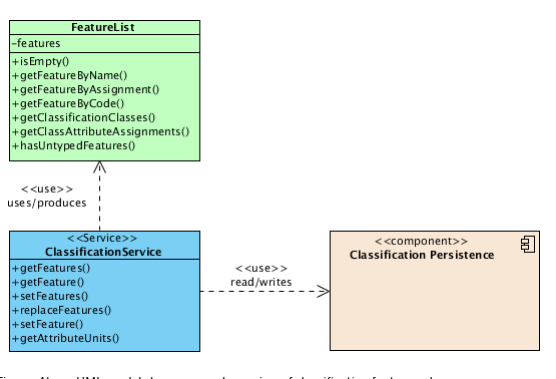 FeatureList
-features
+isEmpty()
+getFeatureByName()
+getFeatureByAssignment()
+getFeatureByCode()
+getClassificationClasses()
+getClassAttributeAssignments()
+hasUntypedFeatures()
<<use>>
uses/produces
<<Service>>
ClassificationService
+getFeatures()
+getFeature()
+setFeatures()
+replaceFeatures()
+setFeature()
+getAttributeUnits()
<<use>>
read/writes
<<component>>
Classification Persistence